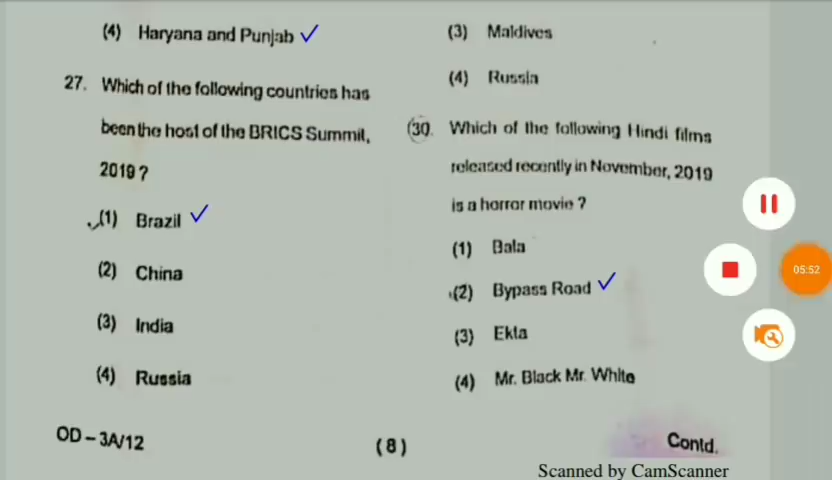 (4) Haryana and Punjab ✓
27. Which of the following countries has
been the host of the BRICS Summit,
2019 ?
(1) Brazil ✓
(2) China
(3) India
(4) Russia
(3) Maldives
(4) Russia
(30. Which of the following Hindi films
released recently in November, 2019
is a horror movie ?
(1) Bala
(2) Bypass Road ✓
(3) Ekta
(4) Mr. Black Mr. White
OD – 3A/12
( 8 )
Contd.
Scanned by CamScanner
05:52